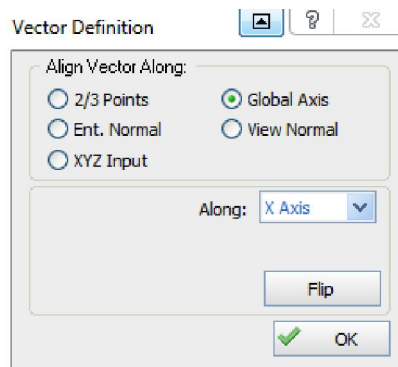 Vector Definition ?
Align Vector Along:
2/3 Points Global Axis
Ent. Normal View Normal
XYZ Input
Along: X Axis
Flip
OK